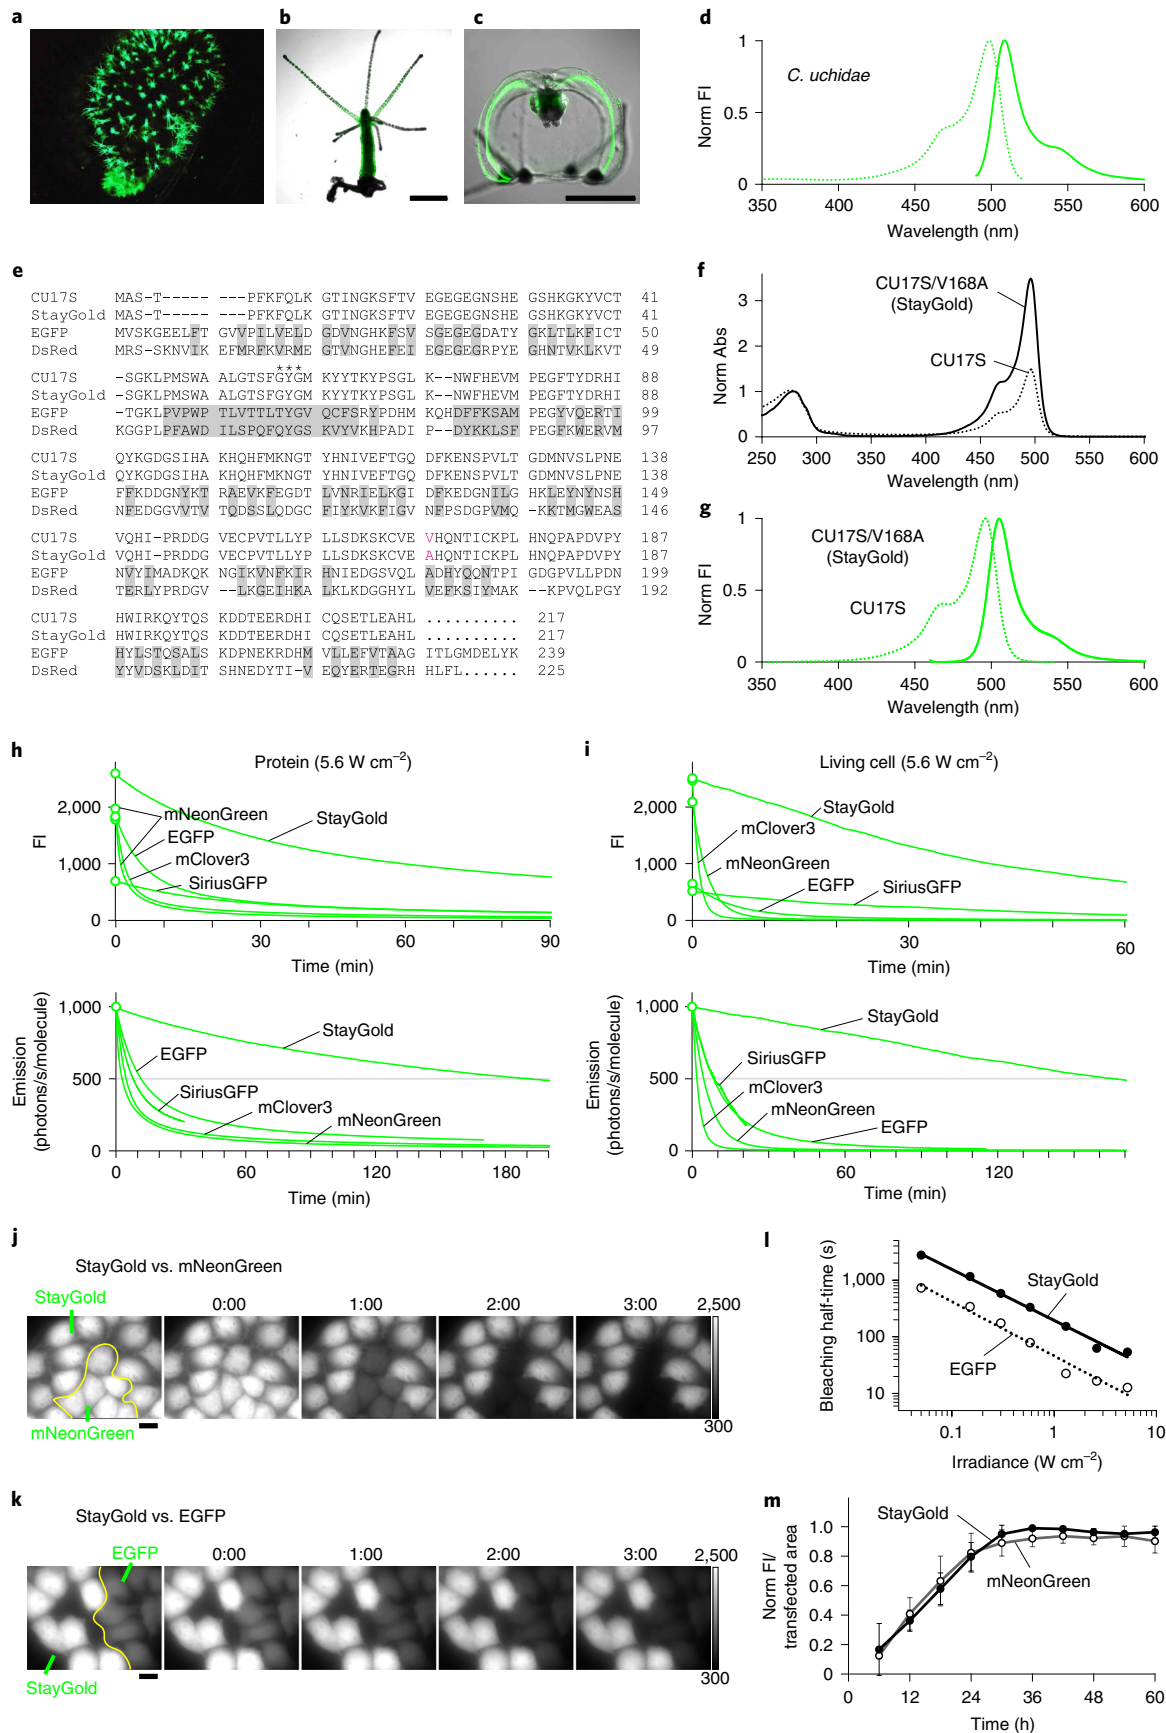 a
b
c
d
C. uchidae
Norm FI
1
0.5
0
350 400 450 500 550 600
Wavelength (nm)
e
CU17S MAS-T----- ---PFKFQLK GTINGKSFTV EGEGEGNSHE GSHKGKYVCT 41
StayGold MAS-T----- ---PFKFQLK GTINGKSFTV EGEGEGNSHE GSHKGKYVCT 41
EGFP MVSKGEELFT GVVPILVELD GDVNGHKFSV SGEGEGDATY GKLTLKFICT 50
DsRed MRS-SKNVIK EFMRFKVRME GTVNGHEFEI EGEGEGRPYE GHNTVKLKVT 49
***
CU17S -SGKLPMSWA ALGTSFGYGM KYYTKYPSGL K--NWFHEVM PEGFTYDRHI 88
StayGold -SGKLPMSWA ALGTSFGYGM KYYTKYPSGL K--NWFHEVM PEGFTYDRHI 88
EGFP -TGKLPVPWP TLVTTLTYGV QCFSRYPDHM KQHDFFKSAM PEGYVQERTI 99
DsRed KGGPLPFAWD ILSPQFQYGS KVYVKHPADI P--DYKKLSF PEGFKWERVM 97
CU17S QYKGDGSIHA KHQHFMKNGT YHNIVEFTGQ DFKENSPVLT GDMNVSLPNE 138
StayGold QYKGDGSIHA KHQHFMKNGT YHNIVEFTGQ DFKENSPVLT GDMNVSLPNE 138
EGFP FFKDDGNYKT RAEVKFEGDT LVNRIELKGI DFKEDGNILG HKLEYNYNSH 149
DsRed NFEDGGVVTV TQDSSLQDGC FIYKVKFIGV NFPSDGPVMQ -KKTMGWEAS 146
CU17S VQHI-PRDDG VECPVTLLYP LLSDKSKCVE VHQNTICKPL HNQPAPDVPY 187
StayGold VQHI-PRDDG VECPVTLLYP LLSDKSKCVE AHQNTICKPL HNQPAPDVPY 187
EGFP NVYIMADKQK NGIKVNFKIR HNIEDGSVQL ADHYQQNTPI GDGPVLLPDN 199
DsRed TERLYPRDGV --LKGEIHKA LKLKDGGHYL VEFKSIYMAK -KPVQLPGY 192
CU17S HWIRKQYTQS KDDTEERDHI CQSETLEAHL .......... 217
StayGold HWIRKQYTQS KDDTEERDHI CQSETLEAHL .......... 217
EGFP HYLSTQSALS KDPNEKRDHM VLLEFVTAAG ITLGMDELYK 239
DsRed YYVDSKLDIT SHNEDYTI-V EQYERTEGRH HLFL...... 225
f
CU17S/V168A
(StayGold)
CU17S
Norm Abs
3
2
1
0
250 300 350 400 450 500 550 600
Wavelength (nm)
g
CU17S/V168A
(StayGold)
CU17S
Norm FI
1
0.5
0
350 400 450 500 550 600
Wavelength (nm)
h
Protein (5.6 W cm−2)
FI
2,000
1,000
0
mNeonGreen
EGFP
mClover3
SiriusGFP
StayGold
0 30 60 90
Time (min)
Emission
(photons/s/molecule)
1,000
500
0
StayGold
EGFP
SiriusGFP
mClover3
mNeonGreen
0 60 120 180
Time (min)
i
Living cell (5.6 W cm−2)
FI
2,000
1,000
0
StayGold
mClover3
mNeonGreen
EGFP
SiriusGFP
0 30 60
Time (min)
Emission
(photons/s/molecule)
1,000
500
0
StayGold
SiriusGFP
mClover3
mNeonGreen
EGFP
0 60 120
Time (min)
j
StayGold vs. mNeonGreen
StayGold
mNeonGreen
0:00 1:00 2:00 3:00 2,500
300
k
StayGold vs. EGFP
EGFP
StayGold
0:00 1:00 2:00 3:00 2,500
300
l
Bleaching half-time (s)
1,000
100
10
StayGold
EGFP
0.1 1 10
Irradiance (W cm−2)
m
Norm FI/
transfected area
1.0
0.8
0.6
0.4
0.2
0
StayGold
mNeonGreen
0 12 24 36 48 60
Time (h)